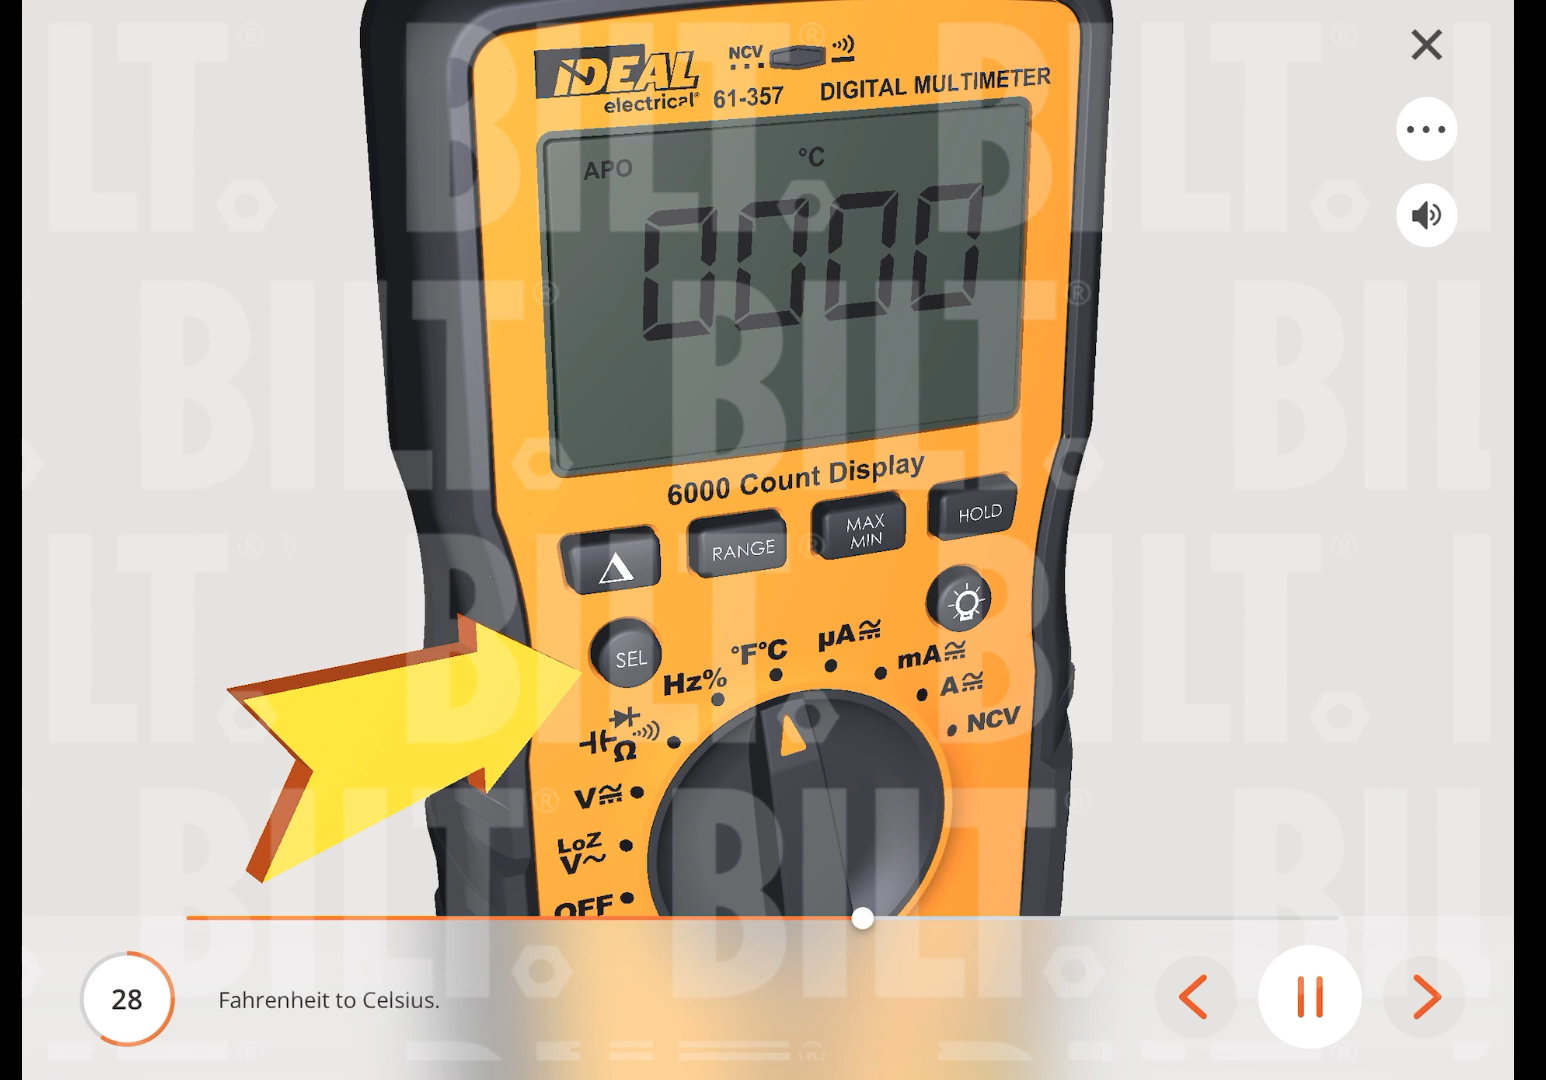 NCV
IDEAL
electrical®
61-357
DIGITAL MULTIMETER
APO
°C
0000
6000 Count Display
Δ
RANGE
MAX
MIN
HOLD
SEL
Hz%
°F°C
µA
mA
A
NCV
Ω
V
LoZ
V~
OFF
28
Fahrenheit to Celsius.
BILT.®